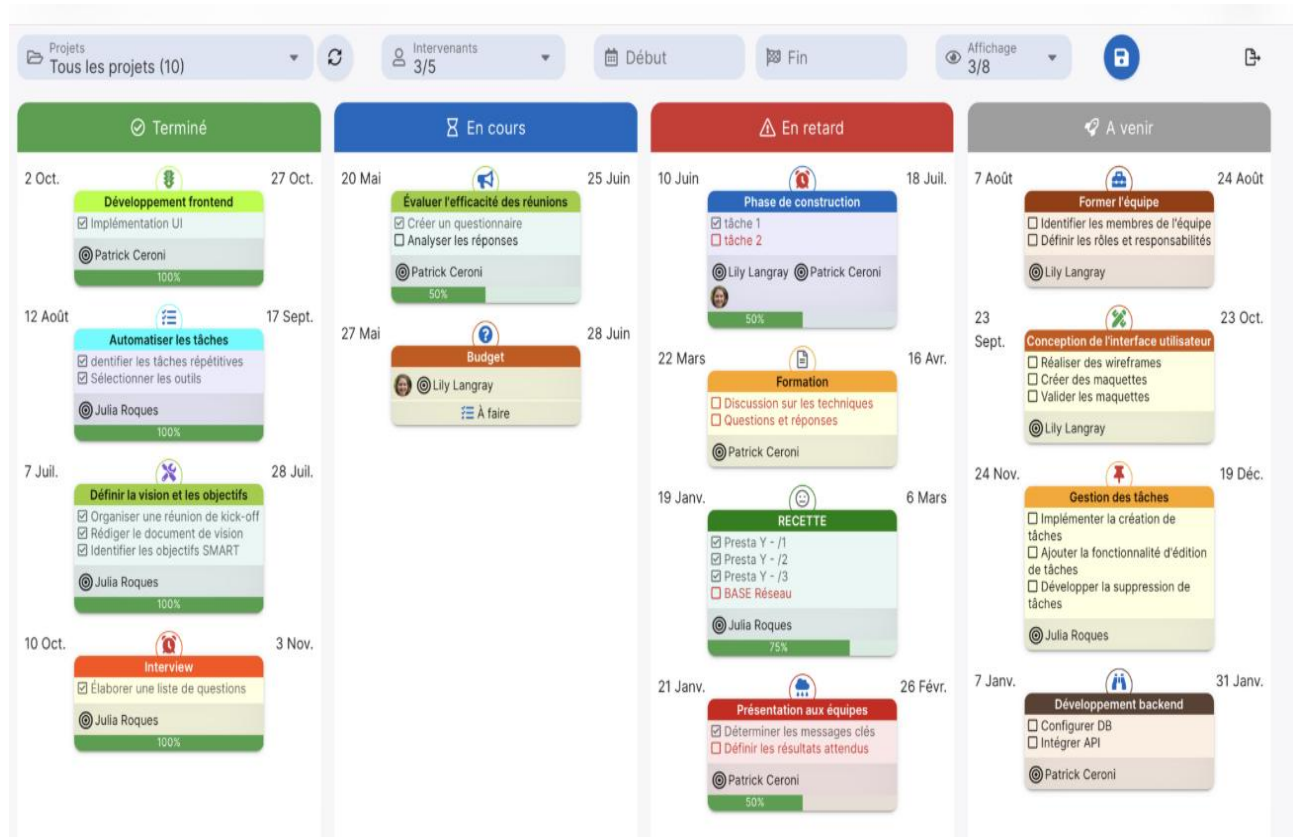 Projets
Tous les projets (10)
Intervenants
3/5
Début
Fin
Affichage
3/8
Terminé
2 Oct.
27 Oct.
Développement frontend
Implémentation UI
Patrick Ceroni
100%
12 Août
17 Sept.
Automatiser les tâches
dentifier les tâches répétitives
Sélectionner les outils
Julia Roques
100%
7 Juil.
28 Juil.
Définir la vision et les objectifs
Organiser une réunion de kick-off
Rédiger le document de vision
Identifier les objectifs SMART
Julia Roques
100%
10 Oct.
3 Nov.
Interview
Élaborer une liste de questions
Julia Roques
100%
En cours
20 Mai
25 Juin
Évaluer l'efficacité des réunions
Créer un questionnaire
Analyser les réponses
Patrick Ceroni
50%
27 Mai
28 Juin
Budget
Lily Langray
À faire
En retard
10 Juin
18 Juil.
Phase de construction
tâche 1
tâche 2
Lily Langray Patrick Ceroni
50%
22 Mars
16 Avr.
Formation
Discussion sur les techniques
Questions et réponses
Patrick Ceroni
19 Janv.
6 Mars
RECETTE
Presta Y - /1
Presta Y - /2
Presta Y - /3
BASE Réseau
Julia Roques
75%
21 Janv.
26 Févr.
Présentation aux équipes
Déterminer les messages clés
Définir les résultats attendus
Patrick Ceroni
50%
A venir
7 Août
24 Août
Former l'équipe
Identifier les membres de l'équipe
Définir les rôles et responsabilités
Lily Langray
23
Sept.
23 Oct.
Conception de l'interface utilisateur
Réaliser des wireframes
Créer des maquettes
Valider les maquettes
Lily Langray
24 Nov.
19 Déc.
Gestion des tâches
Implémenter la création de
tâches
Ajouter la fonctionnalité d'édition
de tâches
Développer la suppression de
tâches
Julia Roques
7 Janv.
31 Janv.
Développement backend
Configurer DB
Intégrer API
Patrick Ceroni